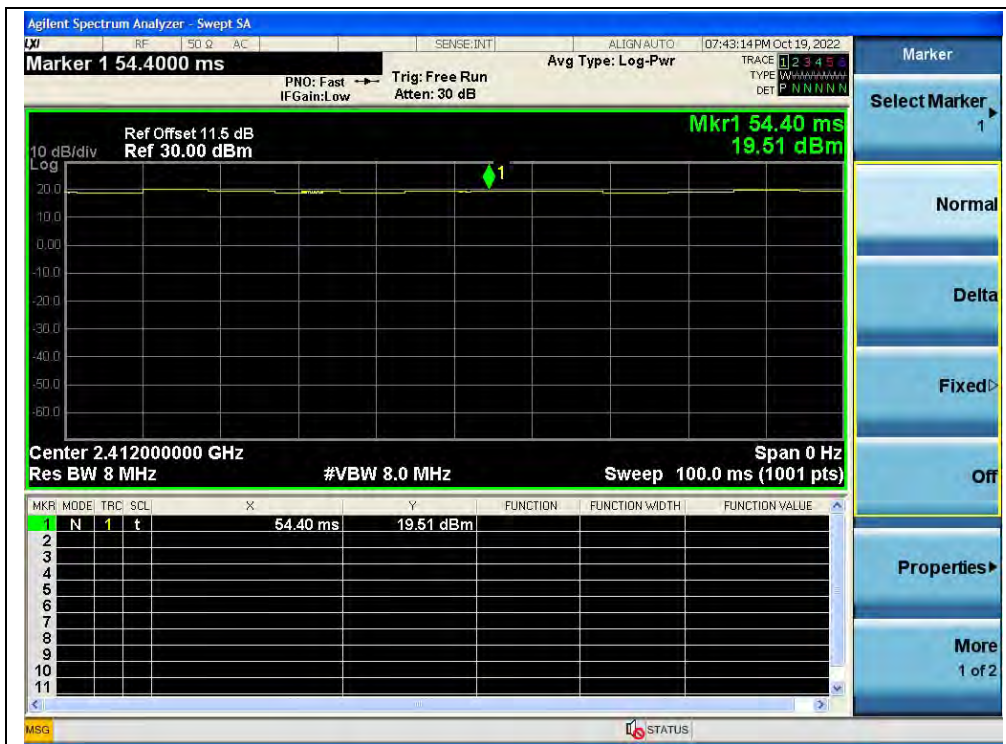 Agilent Spectrum Analyzer - Swept SA
LXI RF 50 Ω AC SENSE:INT ALIGN AUTO 07:43:14 PM Oct 19, 2022
Marker 1 54.4000 ms
PNO: Fast
IFGain:Low
Trig: Free Run
Atten: 30 dB
Avg Type: Log-Pwr
TRACE 1 2 3 4 5 6
TYPE
DET P N N N N N
Mkr1 54.40 ms
19.51 dBm
Ref Offset 11.5 dB
10 dB/div Ref 30.00 dBm
Log
1
20.0
10.0
0.00
-10.0
-20.0
-30.0
-40.0
-50.0
-60.0
Center 2.412000000 GHz Span 0 Hz
Res BW 8 MHz #VBW 8.0 MHz Sweep 100.0 ms (1001 pts)
MKR MODE TRC SCL X Y FUNCTION FUNCTION WIDTH FUNCTION VALUE
1 N 1 t 54.40 ms 19.51 dBm
2
3
4
5
6
7
8
9
10
11
MSG STATUS
Marker
Select Marker
1
Normal
Delta
Fixed
Off
Properties
More
1 of 2